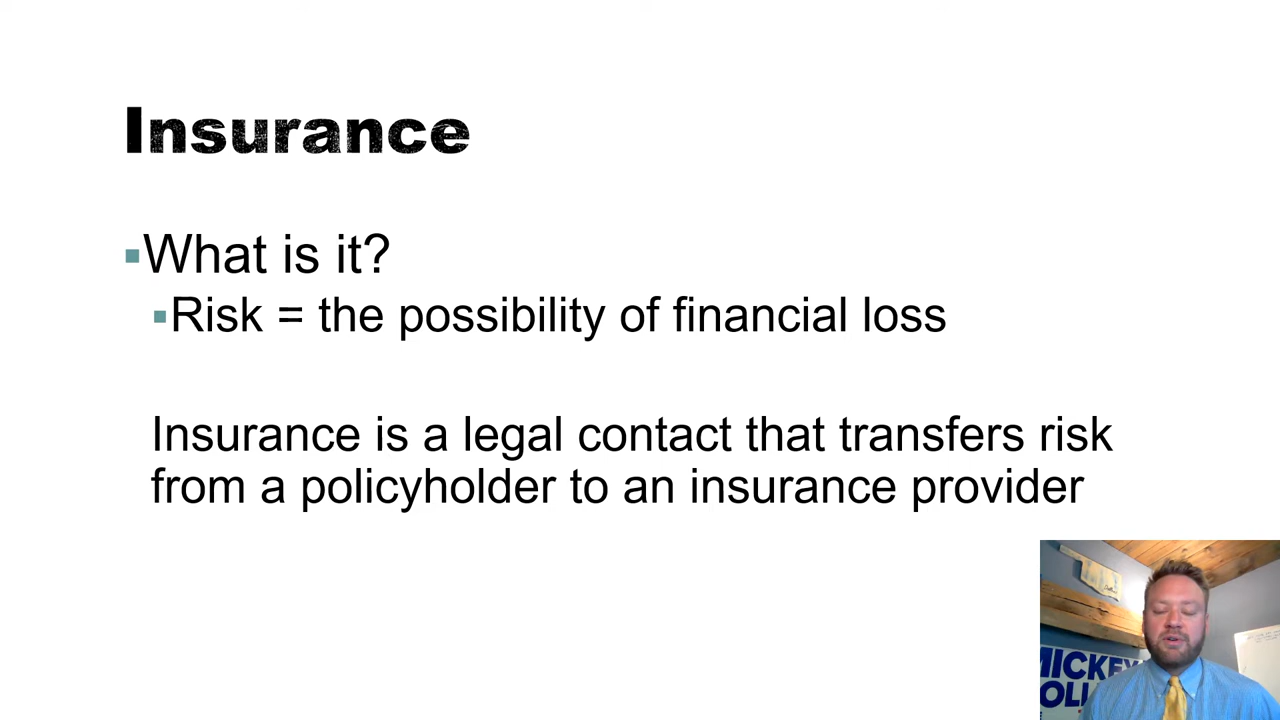 Insurance
▪What is it?
▪Risk = the possibility of financial loss
Insurance is a legal contact that transfers risk
from a policyholder to an insurance provider
MICKEY